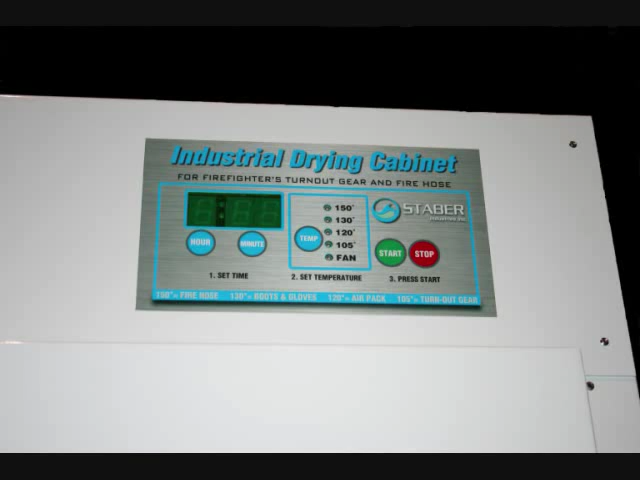 Industrial Drying Cabinet
FOR FIREFIGHTER'S TURNOUT GEAR AND FIRE HOSE
HOUR
MINUTE
1. SET TIME
TEMP
150°
130°
120°
105°
FAN
2. SET TEMPERATURE
STABER
INDUSTRIES INC.
START
STOP
3. PRESS START
150°= FIRE HOSE 130°= BOOTS & GLOVES 120°= AIR PACK 105°= TURN-OUT GEAR